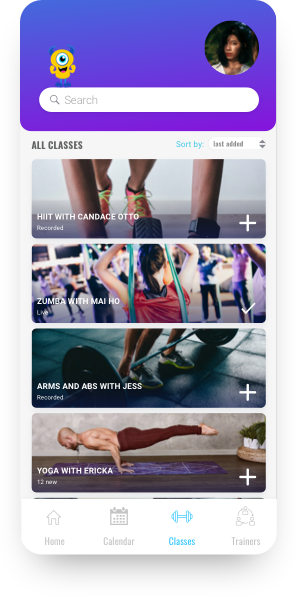 Search
ALL CLASSES
Sort by: last added
HIIT WITH CANDACE OTTO
Recorded
ZUMBA WITH MAI HO
Live
ARMS AND ABS WITH JESS
Recorded
YOGA WITH ERICKA
12 new
Home Calendar Classes Trainers